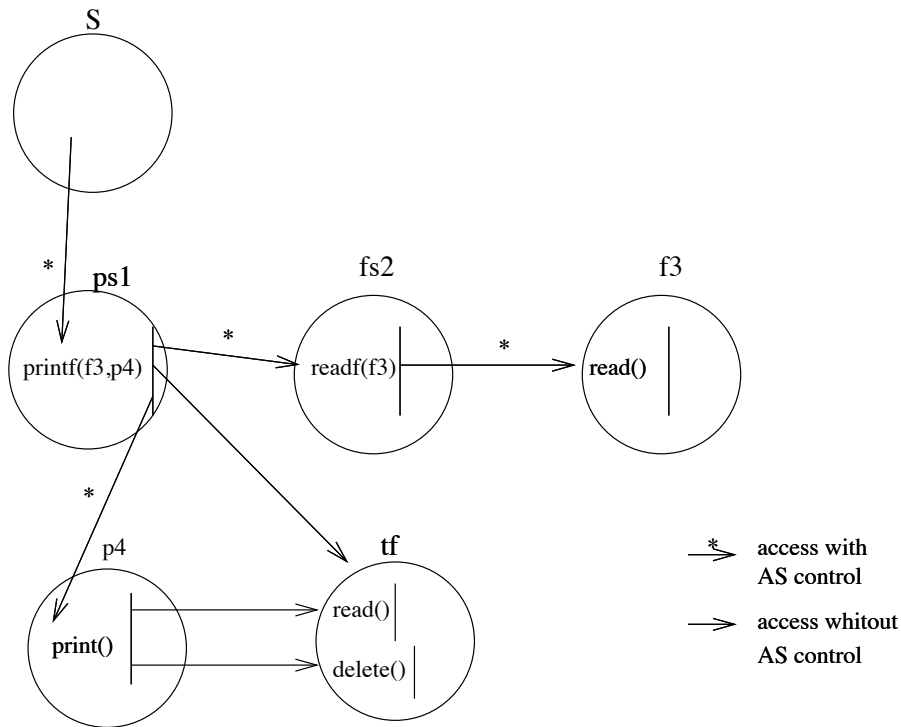 S
*
ps1
fs2
f3
printf(f3,p4)
*
readf(f3)
*
read()
*
p4
tf
print()
read()
delete()
* access with
AS control
access whitout
AS control